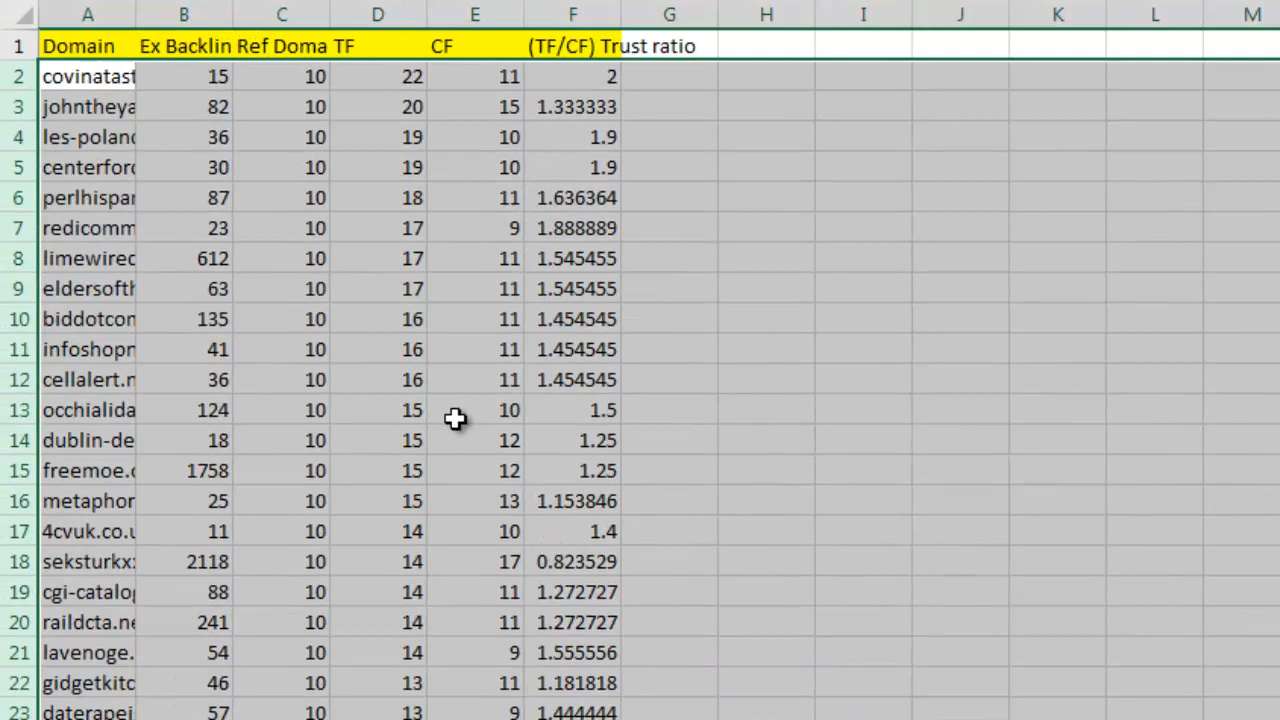 A B C D E F G H I J K L M
1 Domain Ex Backlin Ref Doma TF CF (TF/CF) Trust ratio
2 covinatast 15 10 22 11 2
3 johntheya 82 10 20 15 1.333333
4 les-poland 36 10 19 10 1.9
5 centerford 30 10 19 10 1.9
6 perlhispar 87 10 18 11 1.636364
7 redicomm 23 10 17 9 1.888889
8 limewired 612 10 17 11 1.545455
9 eldersofth 63 10 17 11 1.545455
10 biddotcom 135 10 16 11 1.454545
11 infoshopn 41 10 16 11 1.454545
12 cellalert.n 36 10 16 11 1.454545
13 occhialida 124 10 15 10 1.5
14 dublin-de 18 10 15 12 1.25
15 freemoe.c 1758 10 15 12 1.25
16 metaphor 25 10 15 13 1.153846
17 4cvuk.co.u 11 10 14 10 1.4
18 seksturkx 2118 10 14 17 0.823529
19 cgi-catalog 88 10 14 11 1.272727
20 raildcta.ne 241 10 14 11 1.272727
21 lavenoge. 54 10 14 9 1.555556
22 gidgetkitc 46 10 13 11 1.181818
23 daterapei 57 10 13 9 1.444444